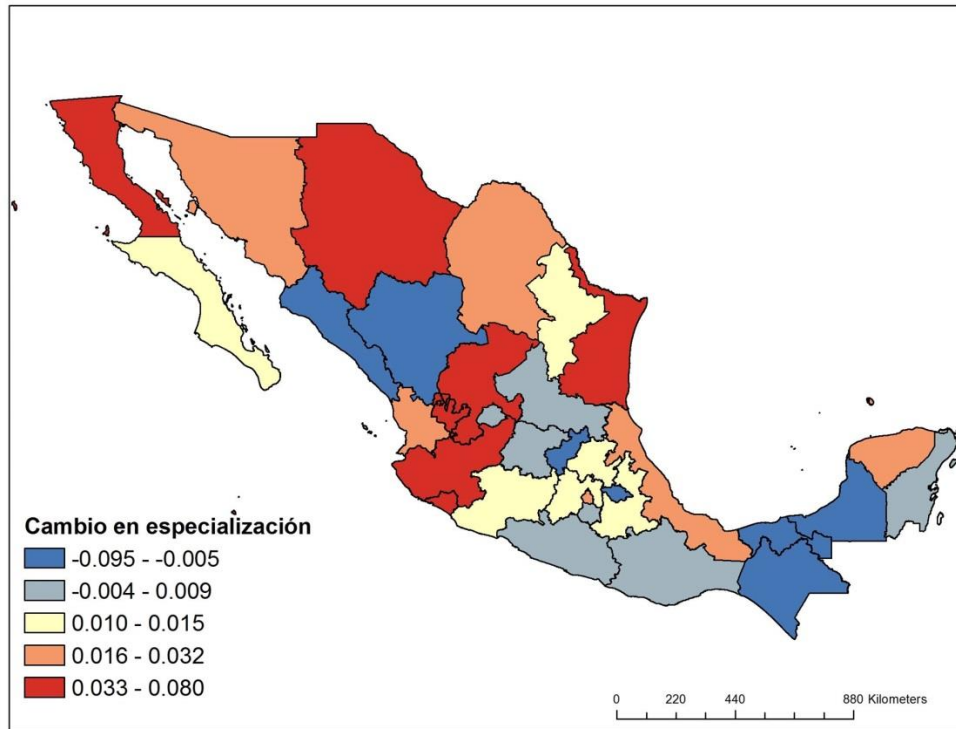 Cambio en especialización
-0.095 - -0.005
-0.004 - 0.009
0.010 - 0.015
0.016 - 0.032
0.033 - 0.080
0 220 440 880 Kilometers